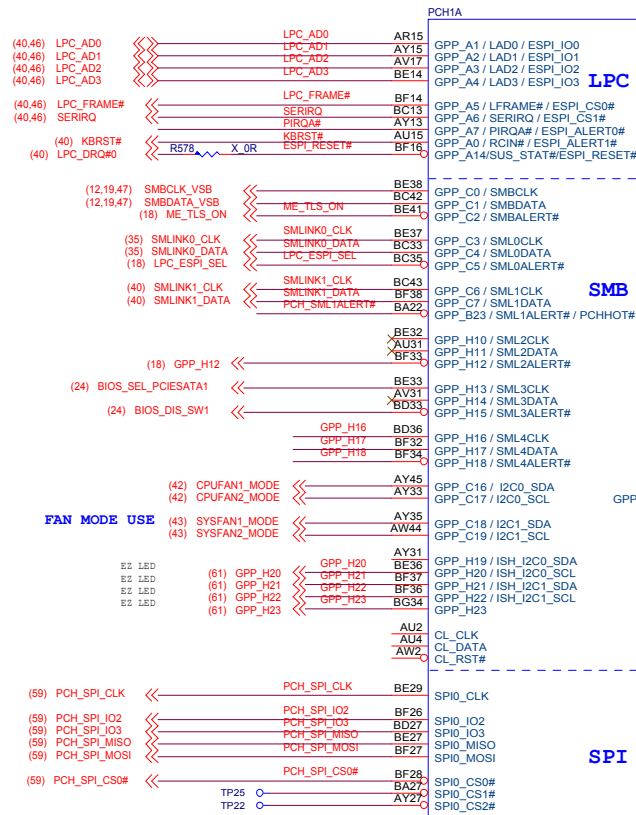 PCH1A
(40,46) LPC_AD0 LPC_AD0 AR15 GPP_A1 / LAD0 / ESPI_IO0
(40,46) LPC_AD1 LPC_AD1 AY15 GPP_A2 / LAD1 / ESPI_IO1
(40,46) LPC_AD2 LPC_AD2 AV17 GPP_A3 / LAD2 / ESPI_IO2
(40,46) LPC_AD3 LPC_AD3 BE14 GPP_A4 / LAD3 / ESPI_IO3
LPC
(40,46) LPC_FRAME# LPC_FRAME# BF14 GPP_A5 / LFRAME# / ESPI_CS0#
(40,46) SERIRQ SERIRQ BC13 GPP_A6 / SERIRQ / ESPI_CS1#
PIRQA# AY13 GPP_A7 / PIRQA# / ESPI_ALERT0#
(40) KBRST# KBRST# AU15 GPP_A0 / RCIN# / ESPI_ALERT1#
(40) LPC_DRQ#0 R578 X_0R ESPI_RESET# BF16 GPP_A14/SUS_STAT#/ESPI_RESET#
(12,19,47) SMBCLK_VSB BE38 GPP_C0 / SMBCLK
(12,19,47) SMBDATA_VSB BC42 GPP_C1 / SMBDATA
(18) ME_TLS_ON ME_TLS_ON BE41 GPP_C2 / SMBALERT#
(35) SMLINK0_CLK SMLINK0_CLK BE37 GPP_C3 / SML0CLK
(35) SMLINK0_DATA SMLINK0_DATA BC33 GPP_C4 / SML0DATA
(18) LPC_ESPI_SEL LPC_ESPI_SEL BC35 GPP_C5 / SML0ALERT#
(40) SMLINK1_CLK SMLINK1_CLK BC43 GPP_C6 / SML1CLK
SMB
(40) SMLINK1_DATA SMLINK1_DATA BF38 GPP_C7 / SML1DATA
PCH_SML1ALERT# BA22 GPP_B23 / SML1ALERT# / PCHHOT#
BE32 GPP_H10 / SML2CLK
AU31 GPP_H11 / SML2DATA
(18) GPP_H12 BF33 GPP_H12 / SML2ALERT#
(24) BIOS_SEL_PCIESATA1 BE33 GPP_H13 / SML3CLK
AV31 GPP_H14 / SML3DATA
(24) BIOS_DIS_SW1 BD33 GPP_H15 / SML3ALERT#
GPP_H16 BD36 GPP_H16 / SML4CLK
GPP_H17 BF32 GPP_H17 / SML4DATA
GPP_H18 BF34 GPP_H18 / SML4ALERT#
(42) CPUFAN1_MODE AY45 GPP_C16 / I2C0_SDA
(42) CPUFAN2_MODE AY33 GPP_C17 / I2C0_SCL GPP
FAN MODE USE
(43) SYSFAN1_MODE AY35 GPP_C18 / I2C1_SDA
(43) SYSFAN2_MODE AW44 GPP_C19 / I2C1_SCL
AY31 GPP_H19 / ISH_I2C0_SDA
EZ LED (61) GPP_H20 GPP_H20 BE36 GPP_H20 / ISH_I2C0_SCL
EZ LED (61) GPP_H21 GPP_H21 BF37 GPP_H21 / ISH_I2C1_SDA
EZ LED (61) GPP_H22 GPP_H22 BF36 GPP_H22 / ISH_I2C1_SCL
EZ LED (61) GPP_H23 GPP_H23 BG34 GPP_H23
AU2 CL_CLK
AU4 CL_DATA
AW2 CL_RST#
(59) PCH_SPI_CLK PCH_SPI_CLK BE29 SPI0_CLK
(59) PCH_SPI_IO2 PCH_SPI_IO2 BF26 SPI0_IO2
(59) PCH_SPI_IO3 PCH_SPI_IO3 BD27 SPI0_IO3
(59) PCH_SPI_MISO PCH_SPI_MISO BE27 SPI0_MISO
(59) PCH_SPI_MOSI PCH_SPI_MOSI BF27 SPI0_MOSI
SPI
(59) PCH_SPI_CS0# PCH_SPI_CS0# BF28 SPI0_CS0#
TP25 BA27 SPI0_CS1#
TP22 AY27 SPI0_CS2#